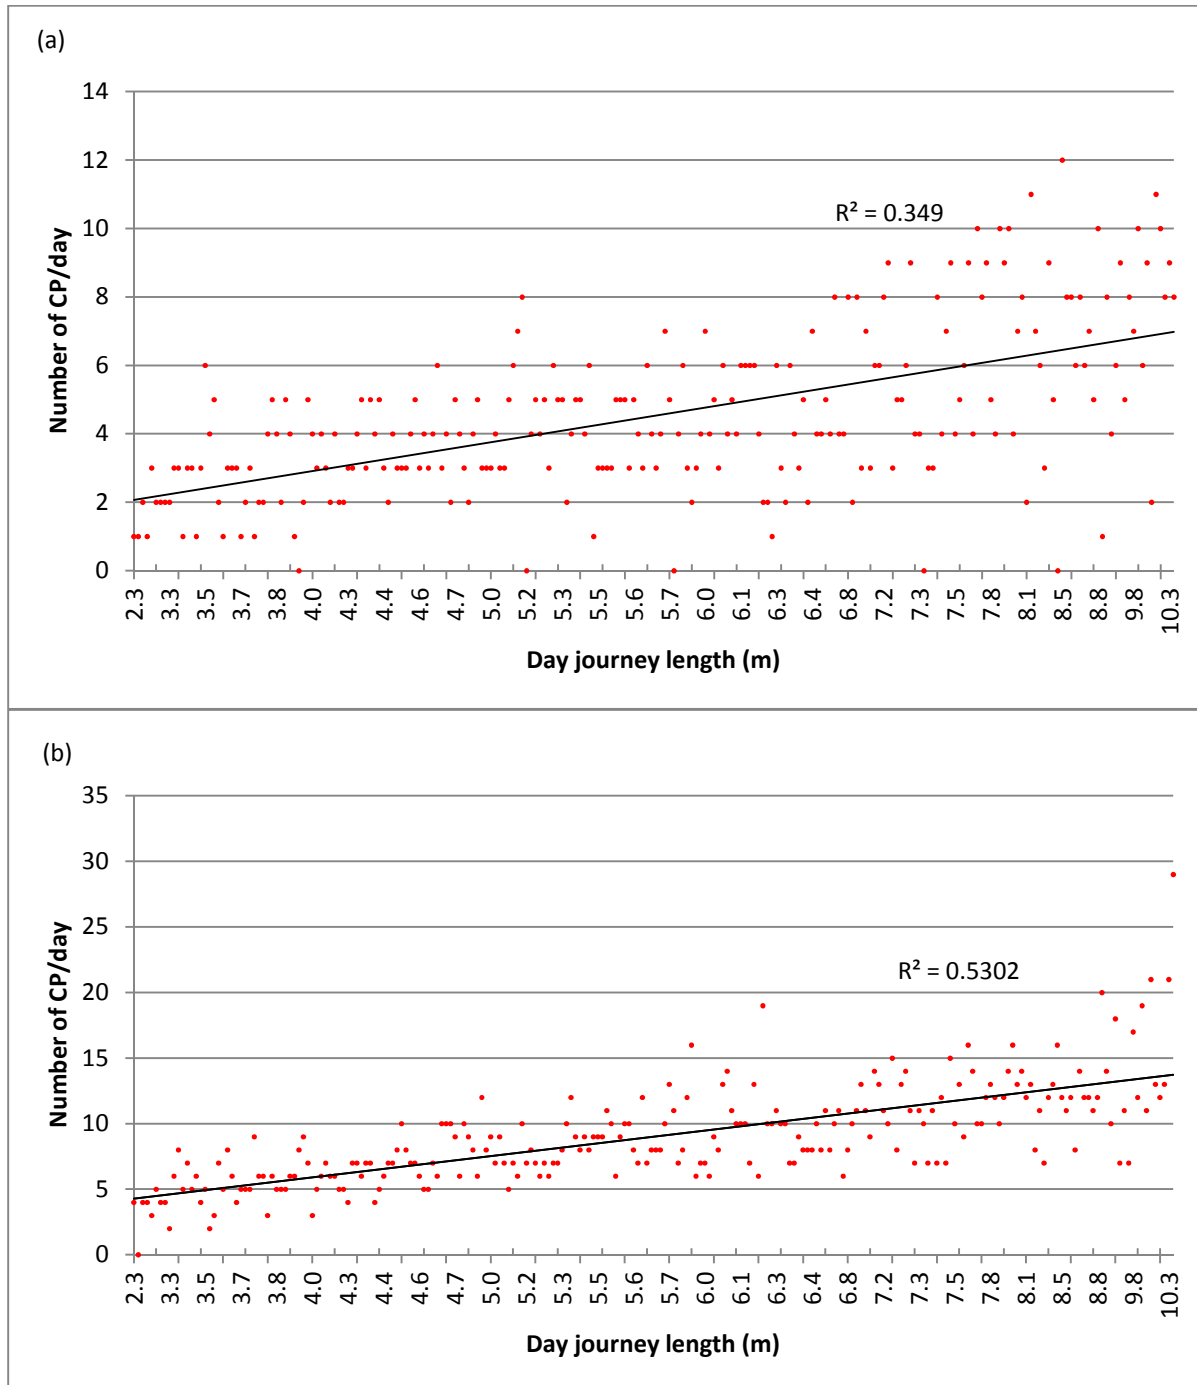 (a)
14
12
10
8
6
4
2
0
Number of CP/day
R² = 0.349
2.3 3.3 3.5 3.7 3.8 4.0 4.3 4.4 4.6 4.7 5.0 5.2 5.3 5.5 5.6 5.7 6.0 6.1 6.3 6.4 6.8 7.2 7.3 7.5 7.8 8.1 8.5 8.8 9.8 10.3
Day journey length (m)
(b)
35
30
25
20
15
10
5
0
Number of CP/day
R² = 0.5302
2.3 3.3 3.5 3.7 3.8 4.0 4.3 4.4 4.6 4.7 5.0 5.2 5.3 5.5 5.6 5.7 6.0 6.1 6.3 6.4 6.8 7.2 7.3 7.5 7.8 8.1 8.5 8.8 9.8 10.3
Day journey length (m)